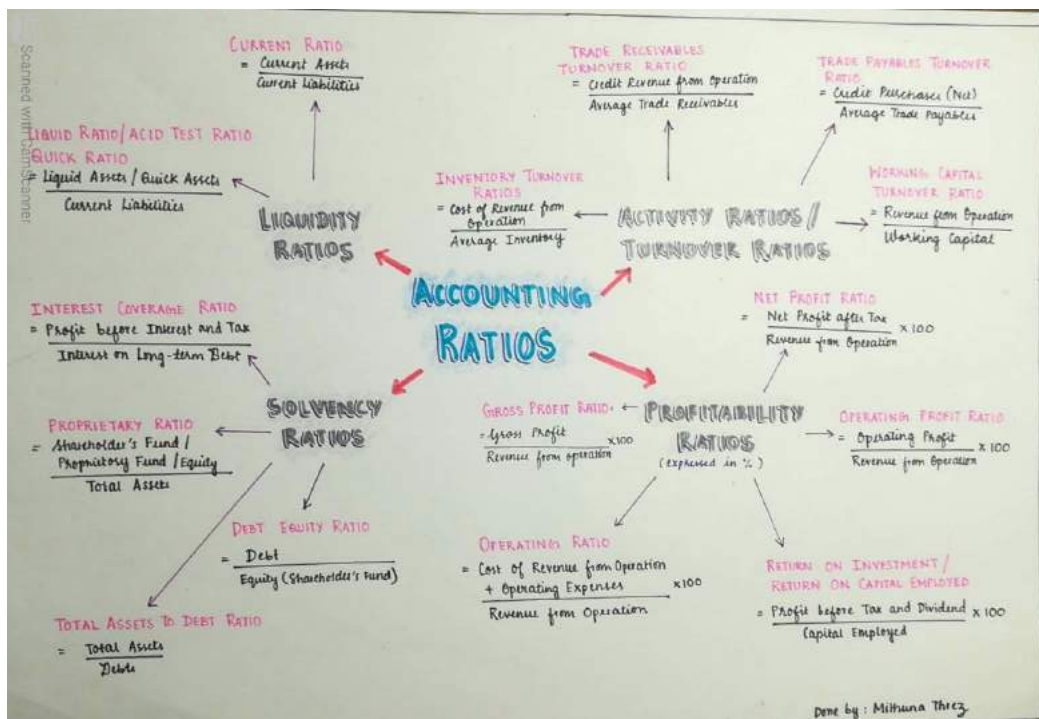 Scanned with CamScanner
CURRENT RATIO
= Current Assets
Current Liabilities
LIQUID RATIO/ACID TEST RATIO
QUICK RATIO
= Liquid Assets / Quick Assets
Current Liabilities
LIQUIDITY
RATIOS
TRADE RECEIVABLES
TURNOVER RATIO
= Credit Revenue from Operation
Average Trade Receivables
TRADE PAYABLES TURNOVER
RATIO
= Credit Purchases (Net)
Average Trade Payables
INVENTORY TURNOVER
RATIOS
= Cost of Revenue from
Operation
Average Inventory
ACTIVITY RATIOS/
TURNOVER RATIOS
WORKING CAPITAL
TURNOVER RATIO
= Revenue from Operation
Working Capital
ACCOUNTING
RATIOS
INTEREST COVERAGE RATIO
= Profit before Interest and Tax
Interest on Long-term Debt
SOLVENCY
RATIOS
PROPRIETARY RATIO
= Shareholder's Fund /
Proprietory Fund / Equity
Total Assets
DEBT EQUITY RATIO
= Debt
Equity (Shareholder's Fund)
TOTAL ASSETS TO DEBT RATIO
= Total Assets
Debts
NET PROFIT RATIO
= Net Profit after Tax x100
Revenue from Operation
GROSS PROFIT RATIO
= Gross Profit x100
Revenue from operation
PROFITABILITY
RATIOS
(expressed in %)
OPERATING PROFIT RATIO
= Operating Profit x100
Revenue from Operation
OPERATING RATIO
= Cost of Revenue from Operation
+ Operating Expenses x100
Revenue from Operation
RETURN ON INVESTMENT/
RETURN ON CAPITAL EMPLOYED
= Profit before Tax and Dividend x100
Capital Employed
Done by : Mithuna Threz